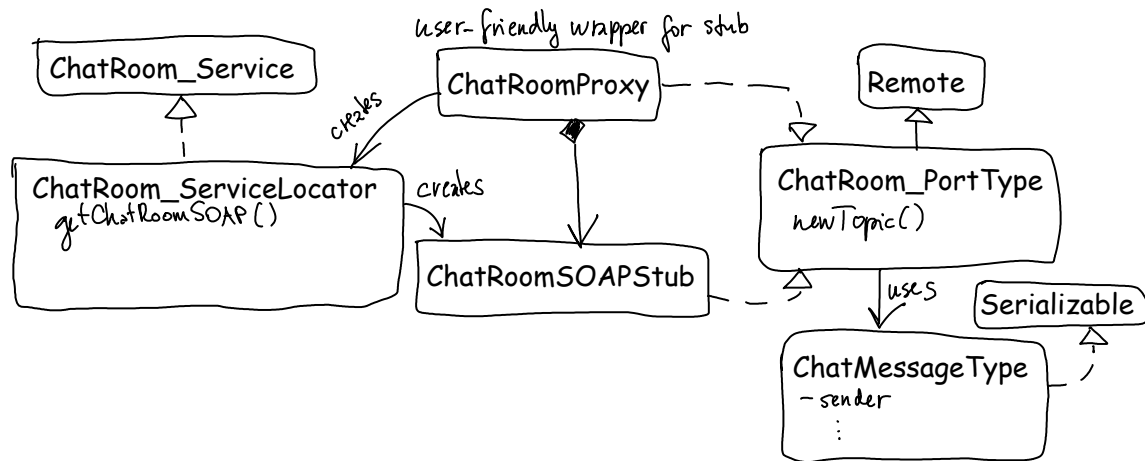 user-friendly wrapper for stub
ChatRoom_Service
ChatRoomProxy
Remote
creates
ChatRoom_ServiceLocator
getChatRoomSOAP()
creates
ChatRoom_PortType
newTopic()
ChatRoomSOAPStub
uses
Serializable
ChatMessageType
- sender
⋮